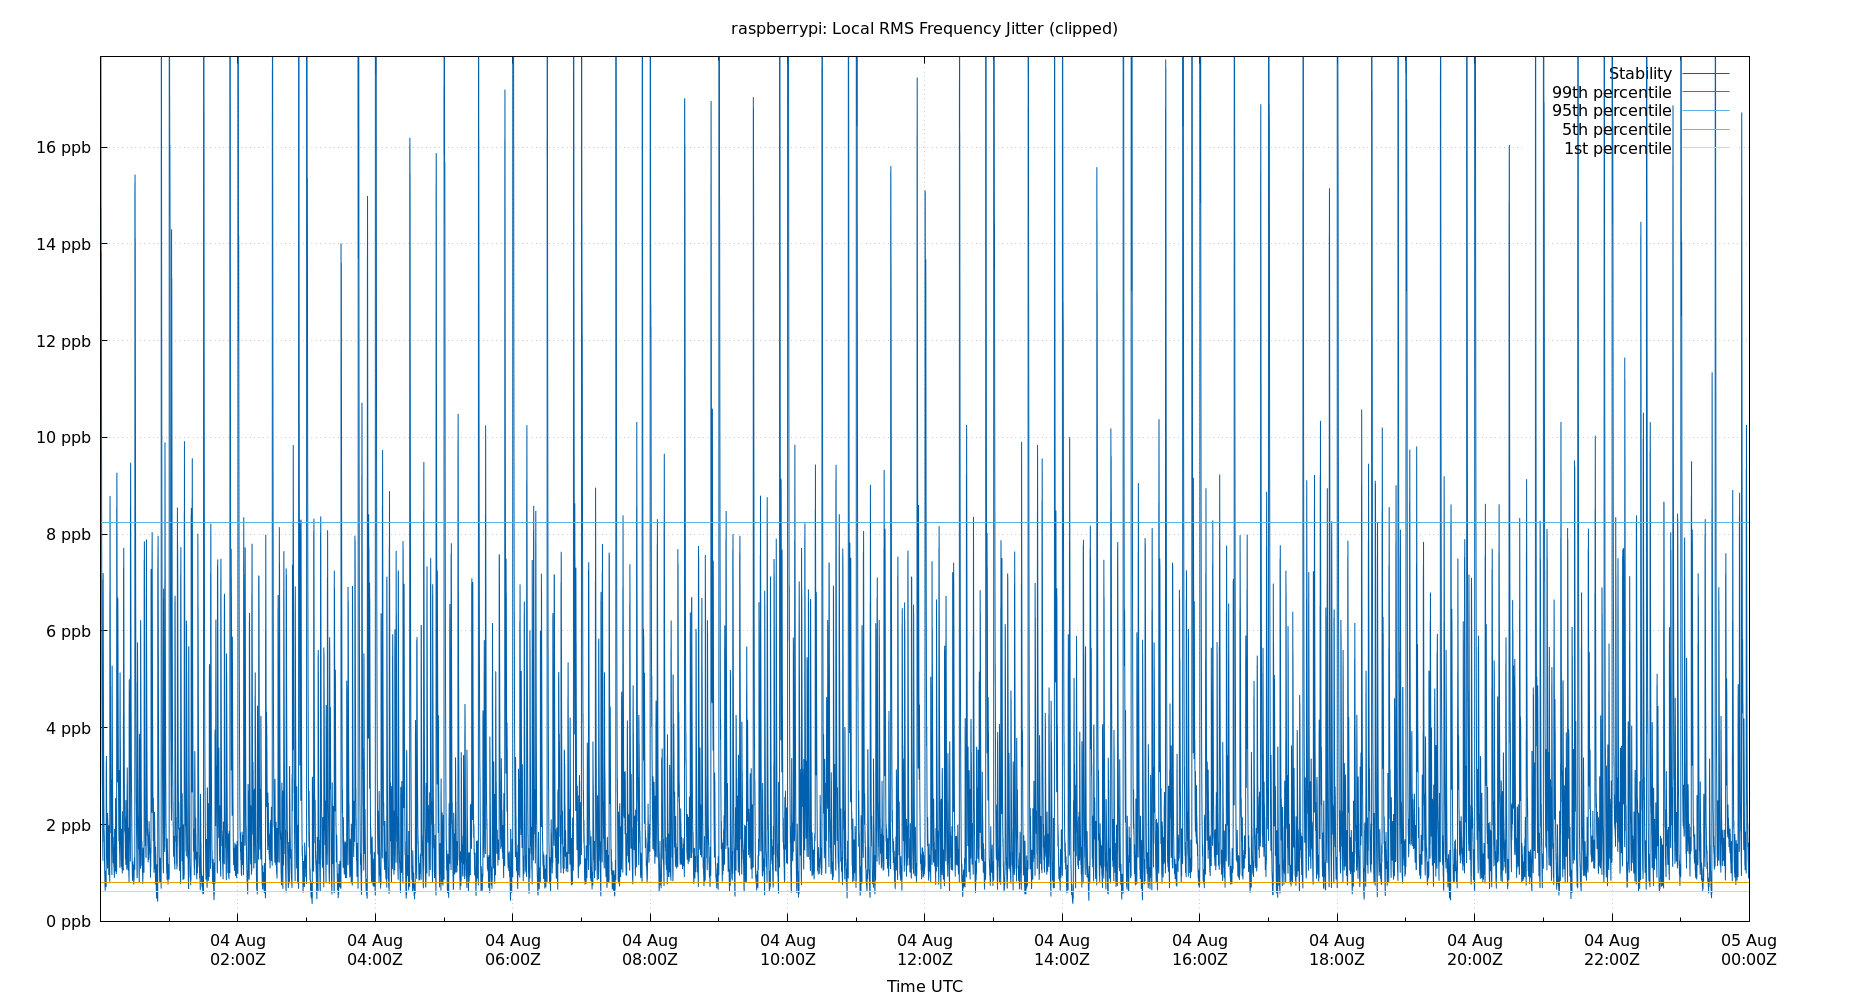 raspberrypi: Local RMS Frequency Jitter (clipped)
Stability
99th percentile
95th percentile
5th percentile
1st percentile
16 ppb
14 ppb
12 ppb
10 ppb
8 ppb
6 ppb
4 ppb
2 ppb
0 ppb
04 Aug 04 Aug 04 Aug 04 Aug 04 Aug 04 Aug 04 Aug 04 Aug 04 Aug 04 Aug 04 Aug 05 Aug
02:00Z 04:00Z 06:00Z 08:00Z 10:00Z 12:00Z 14:00Z 16:00Z 18:00Z 20:00Z 22:00Z 00:00Z
Time UTC